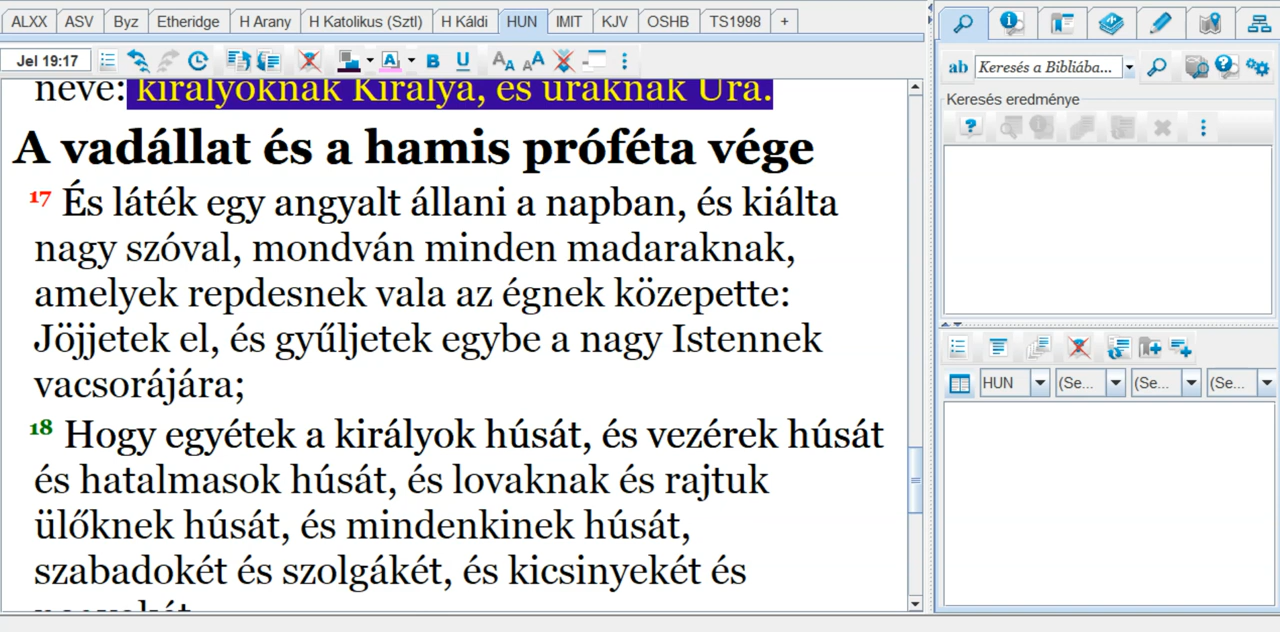 ALXX ASV Byz Etheridge H Arany H Katolikus (Sztl) H Káldi HUN IMIT KJV OSHB TS1998 +
Jel 19:17
ab Keresés a Bibliába...
Keresés eredménye
neve: királyoknak Királya, és uraknak Ura.
A vadállat és a hamis próféta vége
17 És láték egy angyalt állani a napban, és kiálta
nagy szóval, mondván minden madaraknak,
amelyek repdesnek vala az égnek közepette:
Jöjjetek el, és gyűljetek egybe a nagy Istennek
vacsorájára;
18 Hogy egyétek a királyok húsát, és vezérek húsát
és hatalmasok húsát, és lovaknak és rajtuk
ülőknek húsát, és mindenkinek húsát,
szabadokét és szolgákét, és kicsinyekét és
HUN (Se... (Se... (Se...